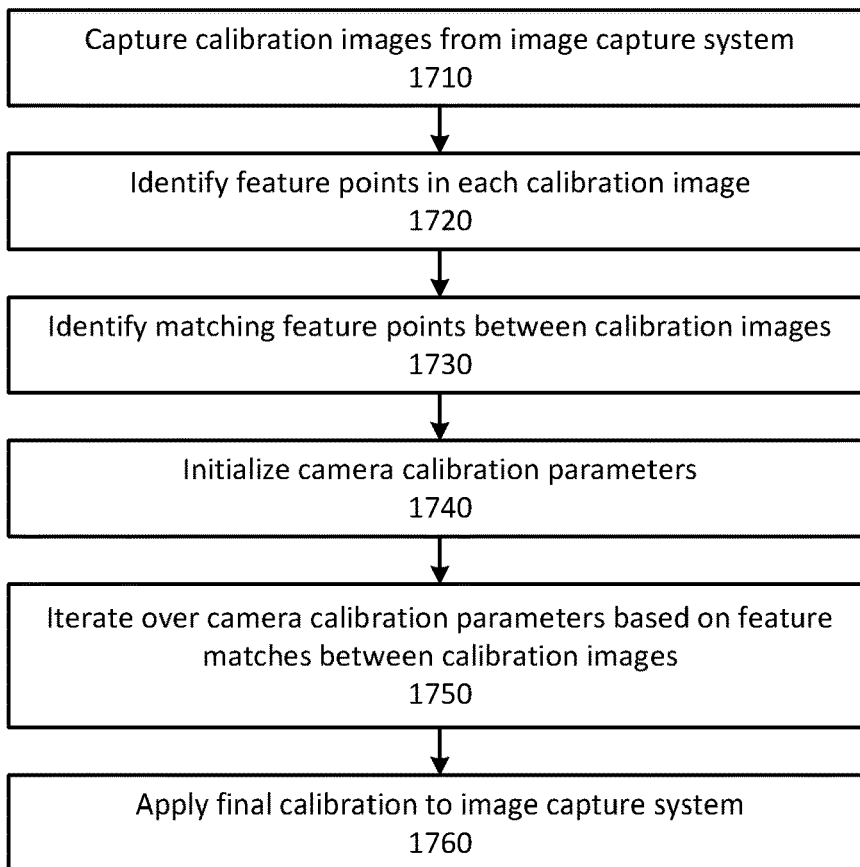 Capture calibration images from image capture system
1710
Identify feature points in each calibration image
1720
Identify matching feature points between calibration images
1730
Initialize camera calibration parameters
1740
Iterate over camera calibration parameters based on feature
matches between calibration images
1750
Apply final calibration to image capture system
1760